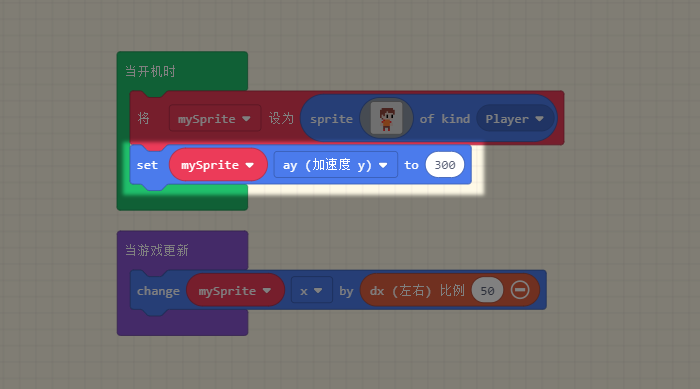 当开机时
将 mySprite 设为 sprite of kind Player
set mySprite ay (加速度 y) to 300
当游戏更新
change mySprite x by dx (左右) 比例 50